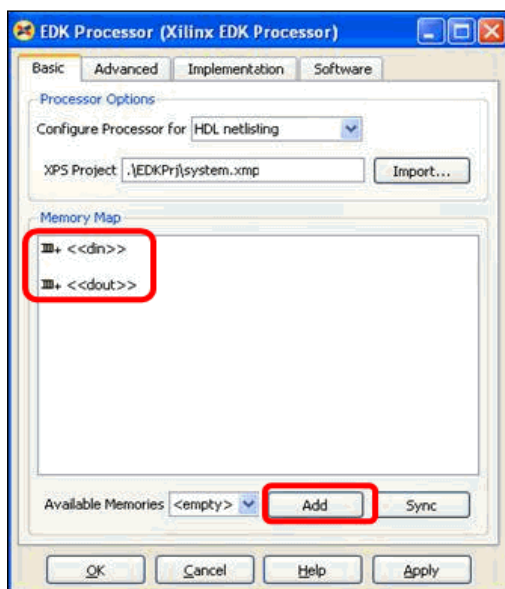 EDK Processor (Xilinx EDK Processor)
Basic Advanced Implementation Software
Processor Options
Configure Processor for HDL netlisting
XPS Project .\EDKPrj\system.xmp Import...
Memory Map
<<din>>
<<dout>>
Available Memories <empty> Add Sync
OK Cancel Help Apply